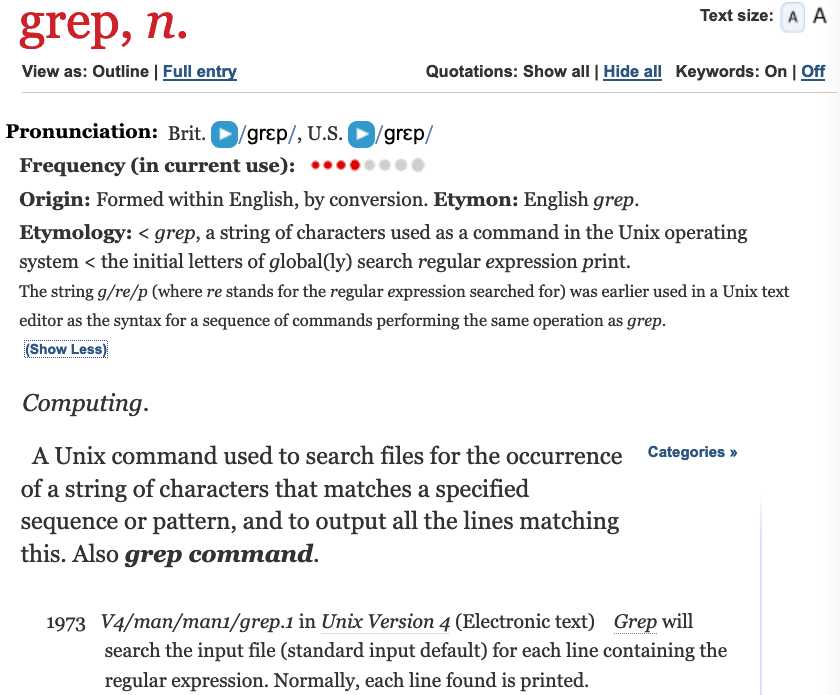 grep, n.
Text size: A A
View as: Outline | Full entry
Quotations: Show all | Hide all Keywords: On | Off
Pronunciation: Brit. /ɡrɛp/, U.S. /ɡrɛp/
Frequency (in current use):
Origin: Formed within English, by conversion. Etymon: English grep.
Etymology: < grep, a string of characters used as a command in the Unix operating
system < the initial letters of global(ly) search regular expression print.
The string g/re/p (where re stands for the regular expression searched for) was earlier used in a Unix text
editor as the syntax for a sequence of commands performing the same operation as grep.
(Show Less)
Computing.
A Unix command used to search files for the occurrence
of a string of characters that matches a specified
sequence or pattern, and to output all the lines matching
this. Also grep command.
Categories »
1973 V4/man/man1/grep.1 in Unix Version 4 (Electronic text) Grep will
search the input file (standard input default) for each line containing the
regular expression. Normally, each line found is printed.